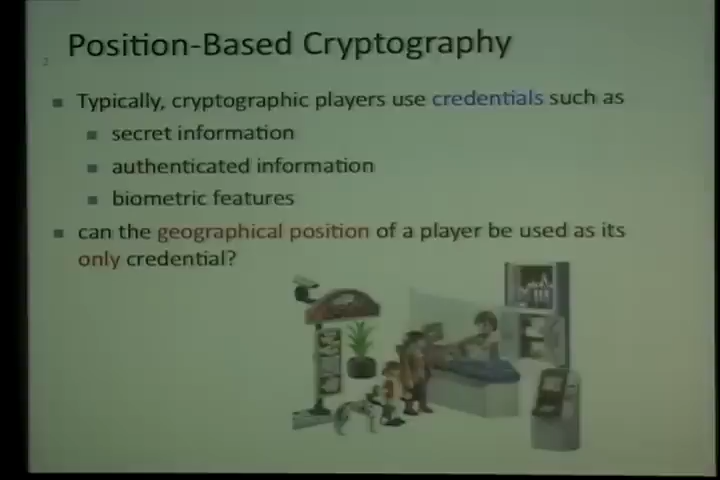 Position-Based Cryptography
2
Typically, cryptographic players use credentials such as
secret information
authenticated information
biometric features
can the geographical position of a player be used as its
only credential?